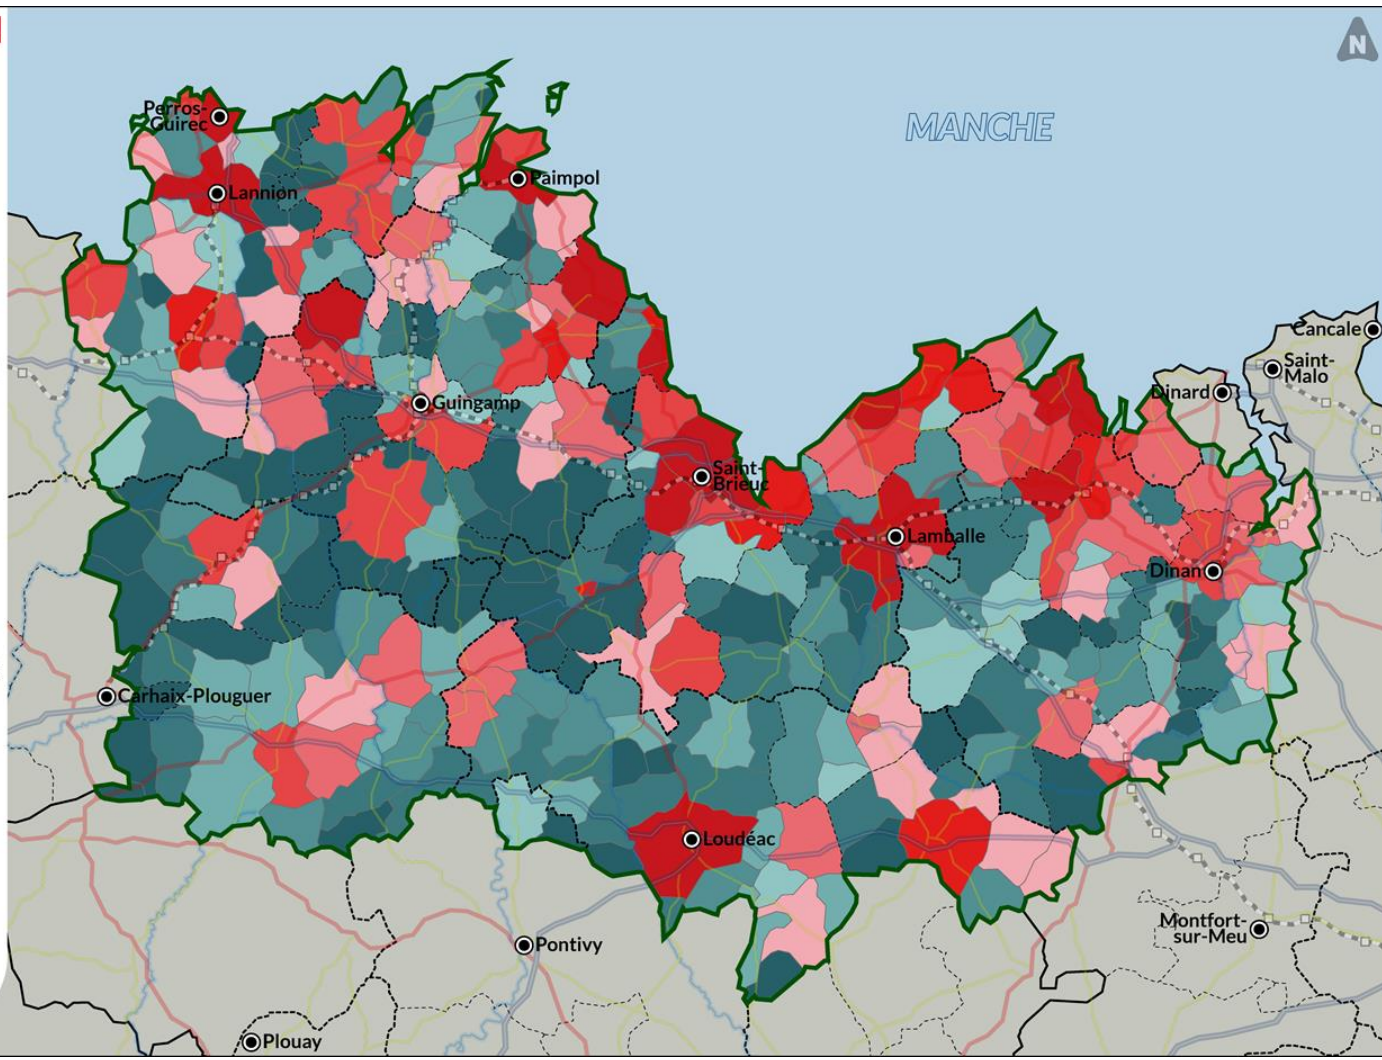 N
MANCHE
Perros-
Guirec
Lannion
Paimpol
Cancale
Saint-
Malo
Dinard
Guingamp
Saint-
Brieuc
Lamballe
Dinan
Carhaix-Plouguer
Loudéac
Montfort-
sur-Meu
Pontivy
Plouay